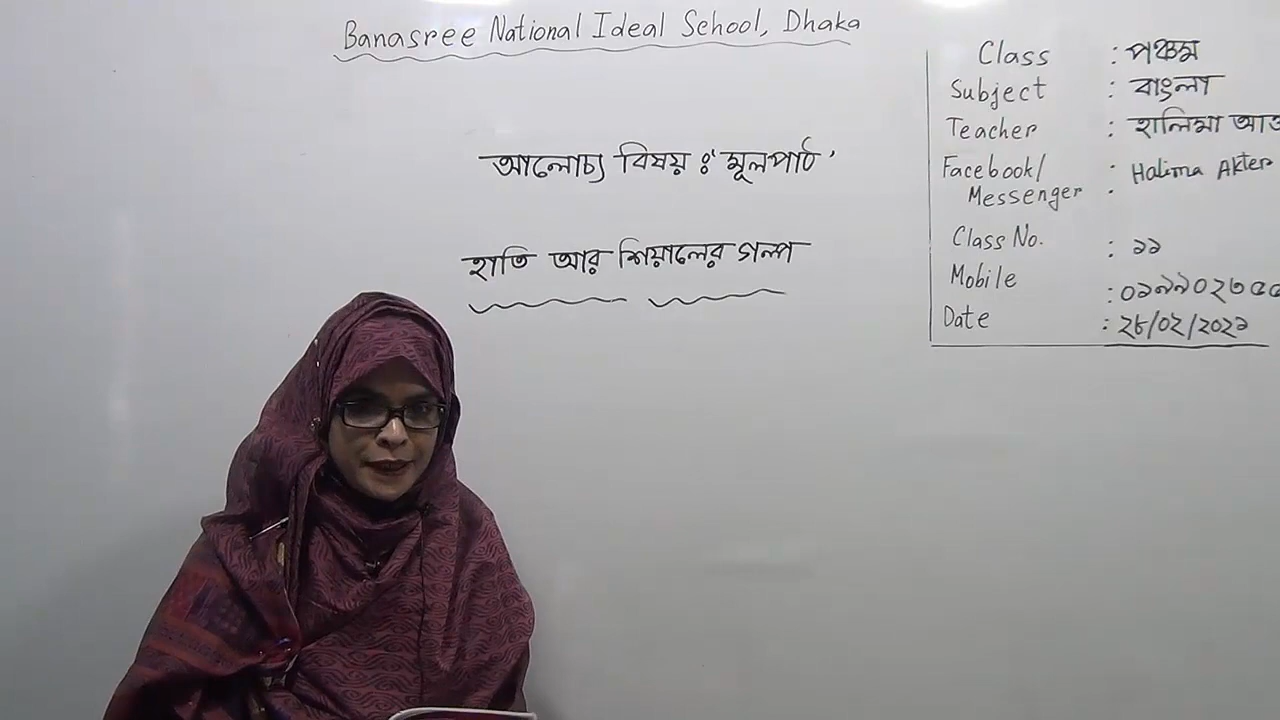 Banasree National Ideal School, Dhaka
আলোচ্য বিষয় ঃ 'মূলপাঠ'
হাতি আর শিয়ালের গল্প
Class : পঞ্চম
Subject : বাংলা
Teacher : হালিমা
Facebook/
Messenger : Halima Akter
Class No. : ১১
Mobile :
Date : ২৮/০২/২০২১